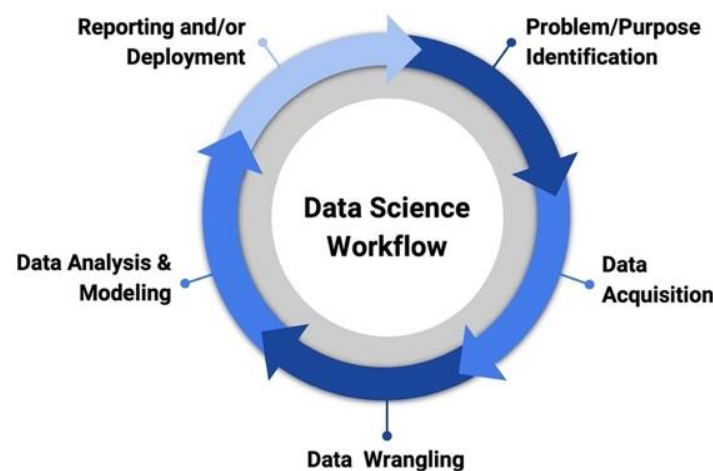 Reporting and/or
Deployment
Problem/Purpose
Identification
Data Science
Workflow
Data Analysis &
Modeling
Data
Acquisition
Data Wrangling